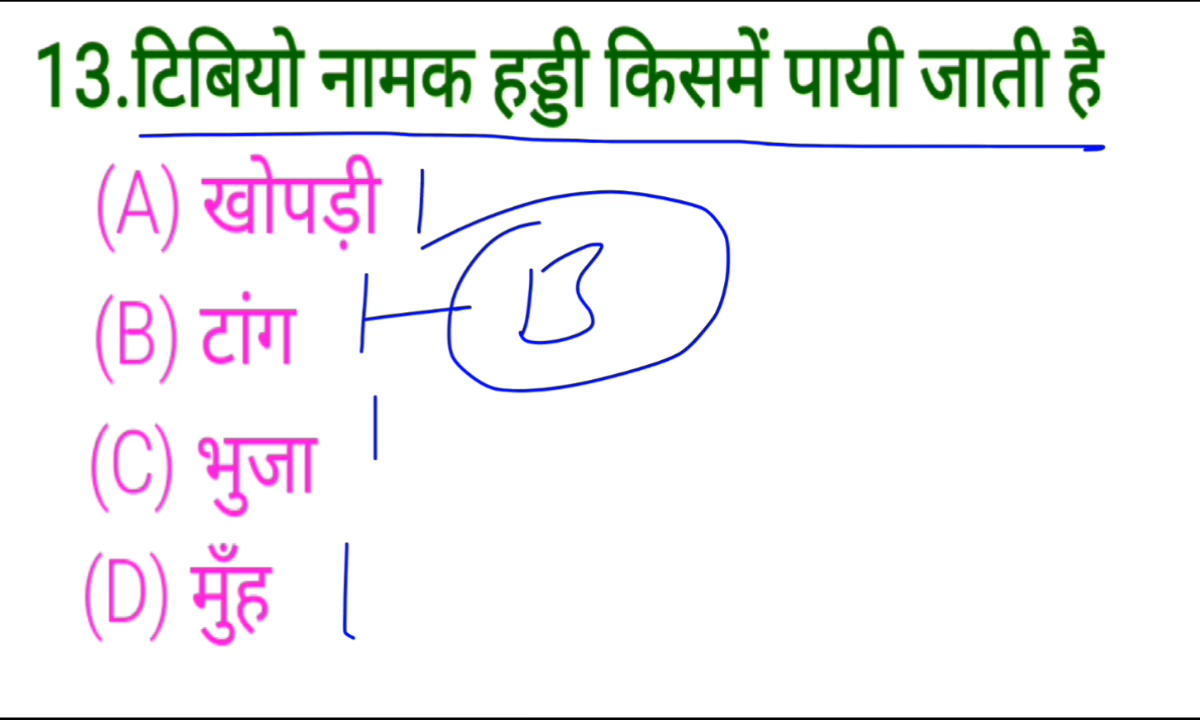 13.टिबियो नामक हड्डी किसमें पायी जाती है
(A) खोपड़ी
(B) टांग
B
(C) भुजा
(D) मुँह